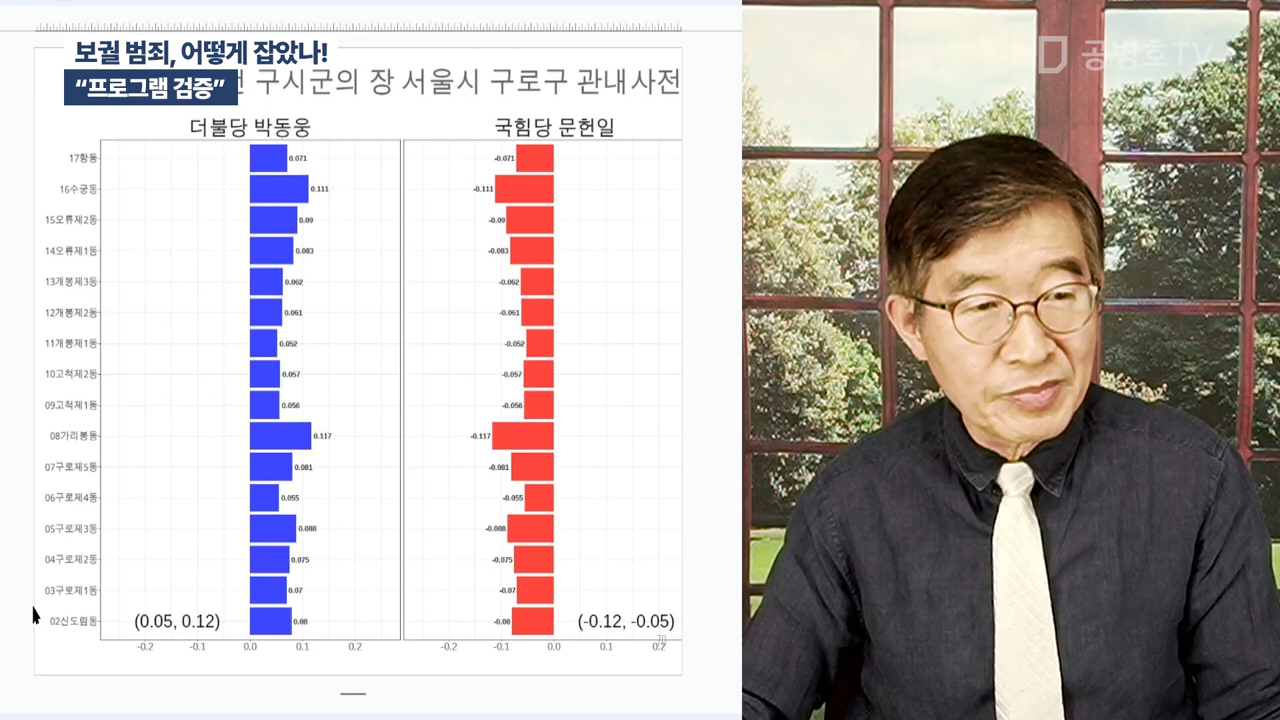 보궐 범죄, 어떻게 잡았나!
“프로그램 검증”
구시군의 장 서울시 구로구 관내사전
공병호TV
더불당 박동웅
국힘당 문헌일
17항동 0.071 -0.071
16수궁동 0.111 -0.111
15오류제2동 0.09 -0.09
14오류제1동 0.083 -0.083
13개봉제3동 0.062 -0.062
12개봉제2동 0.061 -0.061
11개봉제1동 0.052 -0.052
10고척제2동 0.057 -0.057
09고척제1동 0.056 -0.056
08가리봉동 0.117 -0.117
07구로제5동 0.081 -0.081
06구로제4동 0.055 -0.055
05구로제3동 0.088 -0.088
04구로제2동 0.075 -0.075
03구로제1동 0.07 -0.07
02신도림동 (0.05, 0.12) 0.08 -0.08 (-0.12, -0.05)
70
-0.2 -0.1 0.0 0.1 0.2 -0.2 -0.1 0.0 0.1 0.2